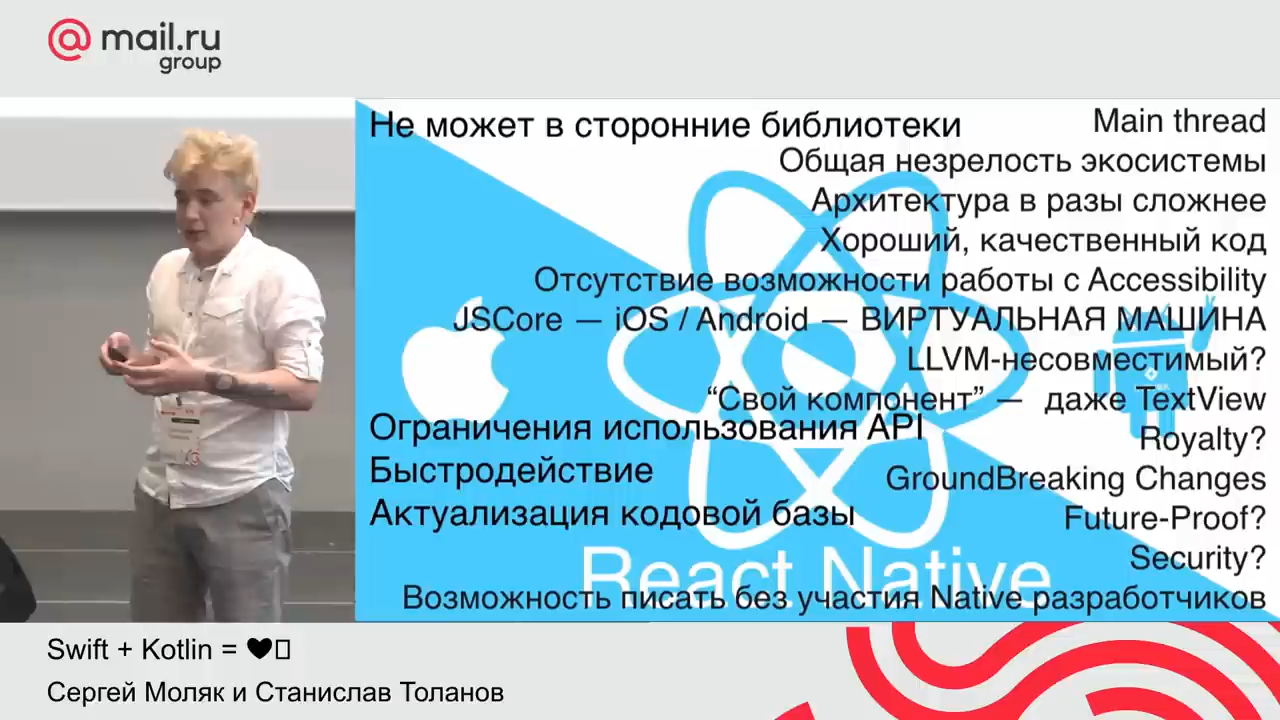 @ mail.ru
group
Не может в сторонние библиотеки
Main thread
Общая незрелость экосистемы
Архитектура в разы сложнее
Хороший, качественный код
Отсутствие возможности работы с Accessibility
JSCore — iOS / Android — ВИРТУАЛЬНАЯ МАШИНА
LLVM-несовместимый?
“Свой компонент” — даже TextView
Ограничения использования API
Royalty?
Быстродействие
GroundBreaking Changes
Актуализация кодовой базы
Future-Proof?
Security?
React Native
Возможность писать без участия Native разработчиков
Swift + Kotlin = ♥
Сергей Моляк и Станислав Толанов